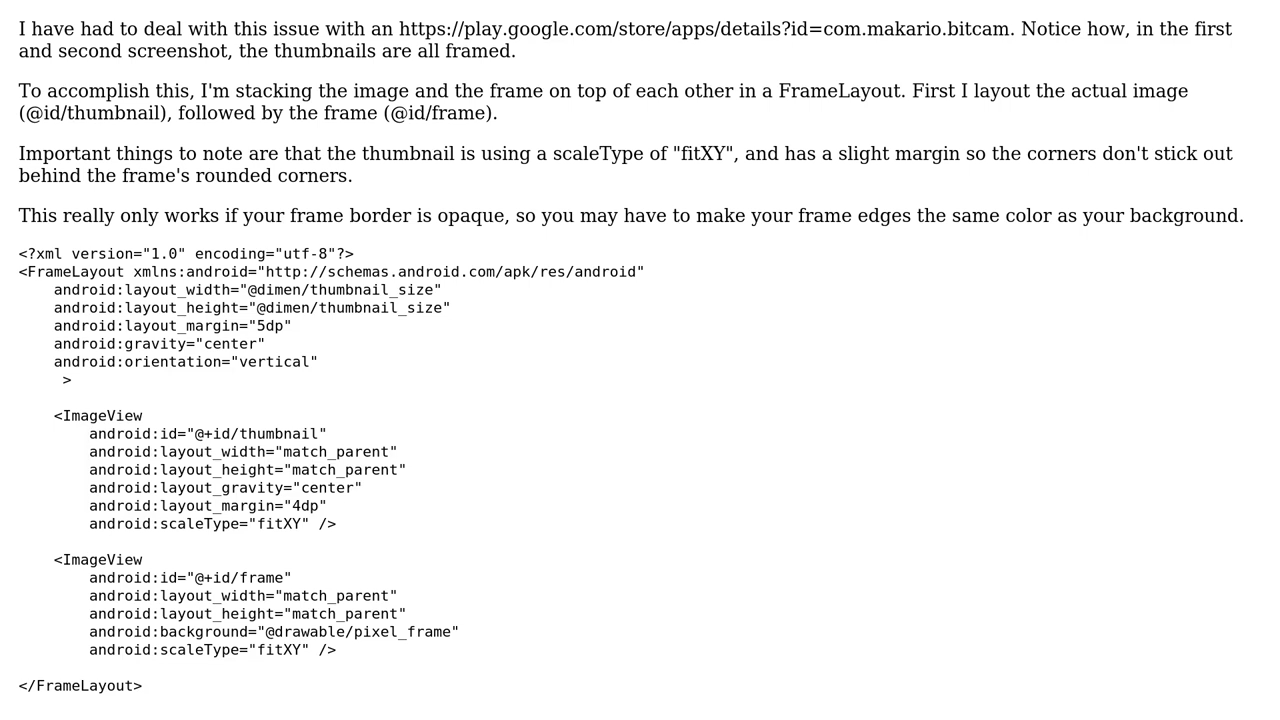 I have had to deal with this issue with an https://play.google.com/store/apps/details?id=com.makario.bitcam. Notice how, in the first
and second screenshot, the thumbnails are all framed.
To accomplish this, I'm stacking the image and the frame on top of each other in a FrameLayout. First I layout the actual image
(@id/thumbnail), followed by the frame (@id/frame).
Important things to note are that the thumbnail is using a scaleType of "fitXY", and has a slight margin so the corners don't stick out
behind the frame's rounded corners.
This really only works if your frame border is opaque, so you may have to make your frame edges the same color as your background.
<?xml version="1.0" encoding="utf-8"?>
<FrameLayout xmlns:android="http://schemas.android.com/apk/res/android"
    android:layout_width="@dimen/thumbnail_size"
    android:layout_height="@dimen/thumbnail_size"
    android:layout_margin="5dp"
    android:gravity="center"
    android:orientation="vertical"
     >
    <ImageView
        android:id="@+id/thumbnail"
        android:layout_width="match_parent"
        android:layout_height="match_parent"
        android:layout_gravity="center"
        android:layout_margin="4dp"
        android:scaleType="fitXY" />
    <ImageView
        android:id="@+id/frame"
        android:layout_width="match_parent"
        android:layout_height="match_parent"
        android:background="@drawable/pixel_frame"
        android:scaleType="fitXY" />
</FrameLayout>